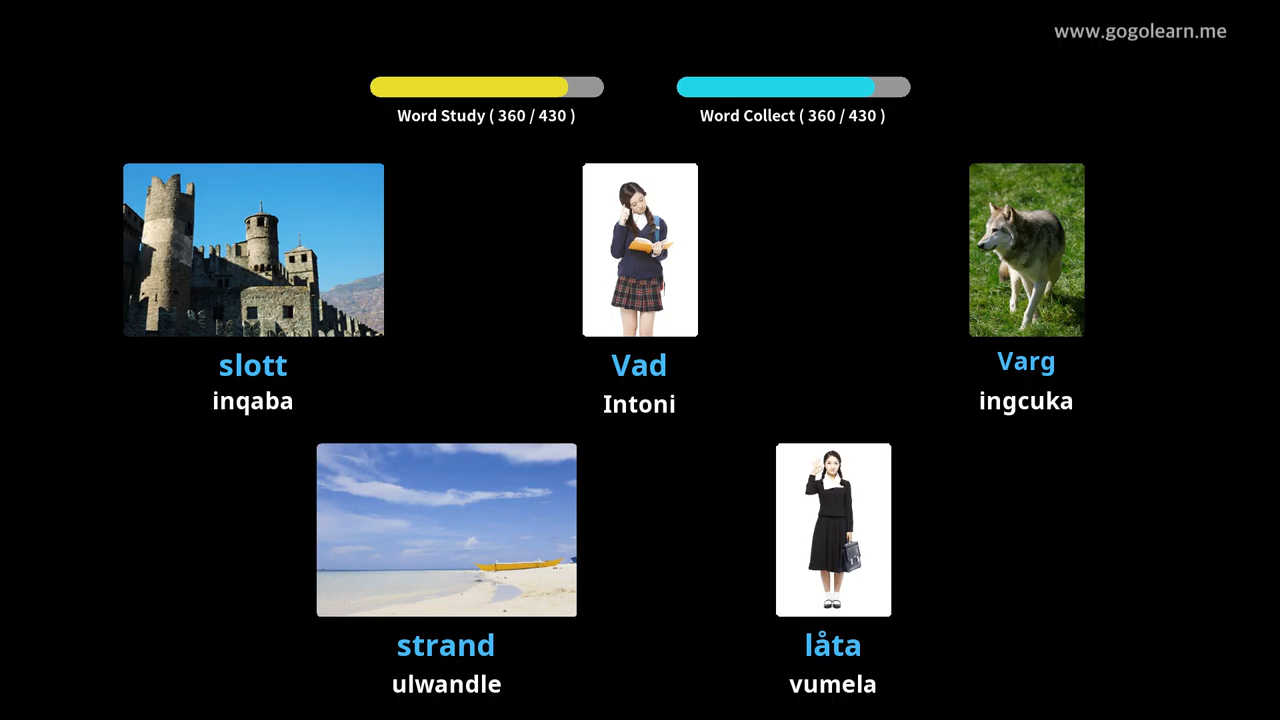 www.gogolearn.me
Word Study ( 360 / 430 )
Word Collect ( 360 / 430 )
slott
inqaba
Vad
Intoni
Varg
ingcuka
strand
ulwandle
låta
vumela